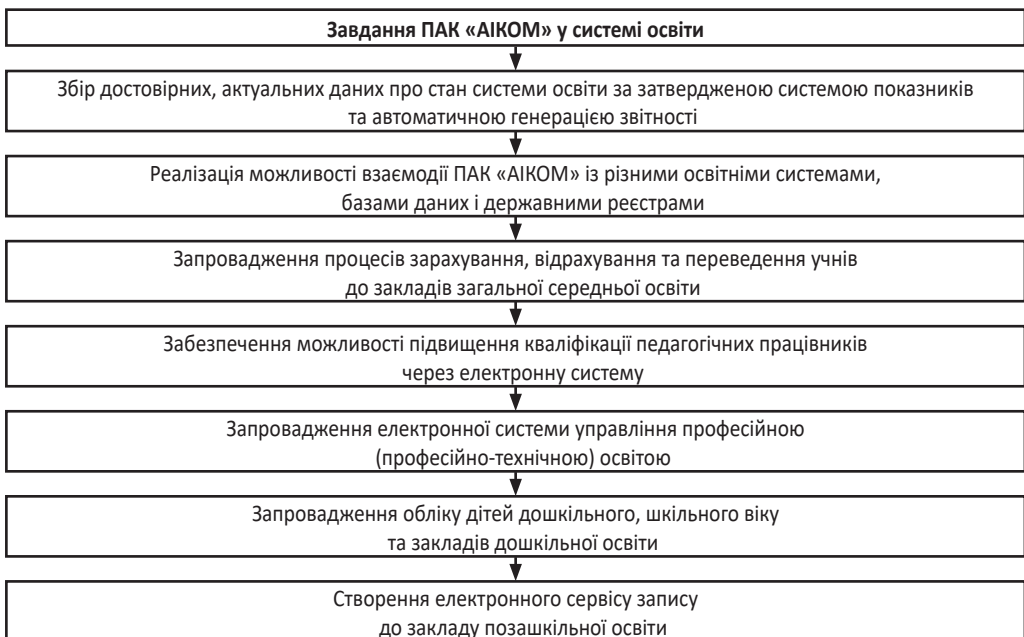 Завдання ПАК «АІКОМ» у системі освіти
Збір достовірних, актуальних даних про стан системи освіти за затвердженою системою показників
та автоматичною генерацією звітності
Реалізація можливості взаємодії ПАК «АІКОМ» із різними освітніми системами,
базами даних і державними реєстрами
Запровадження процесів зарахування, відрахування та переведення учнів
до закладів загальної середньої освіти
Забезпечення можливості підвищення кваліфікації педагогічних працівників
через електронну систему
Запровадження електронної системи управління професійною
(професійно-технічною) освітою
Запровадження обліку дітей дошкільного, шкільного віку
та закладів дошкільної освіти
Створення електронного сервісу запису
до закладу позашкільної освіти